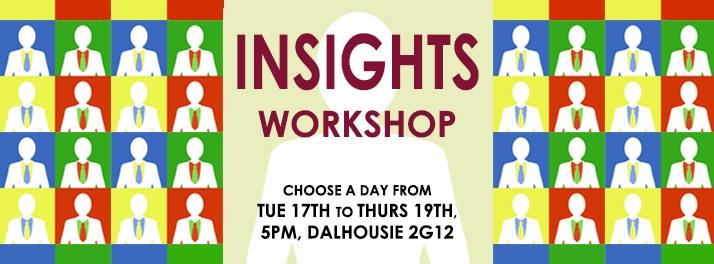 INSIGHTS
WORKSHOP
CHOOSE A DAY FROM
TUE 17TH TO THURS 19TH,
5PM, DALHOUSIE 2G12